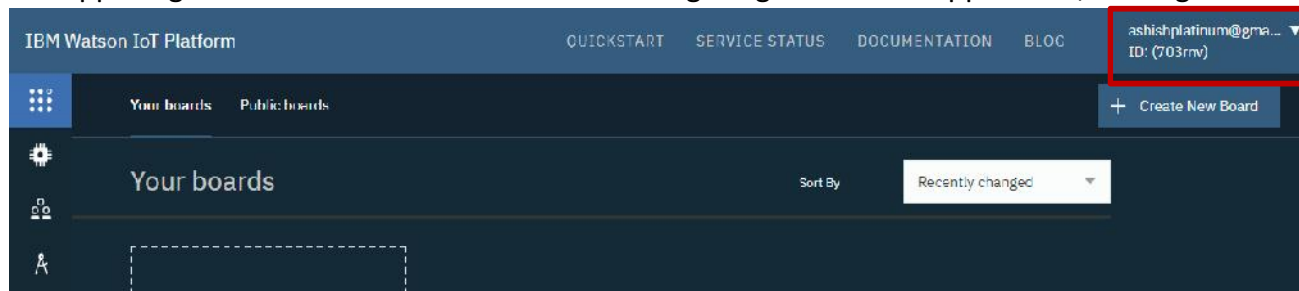 IBM Watson IoT Platform
QUICKSTART SERVICE STATUS DOCUMENTATION BLOG
ashishplatinum@gma...
ID: (703rnv)
Your boards Public boards
+ Create New Board
Your boards
Sort By
Recently changed